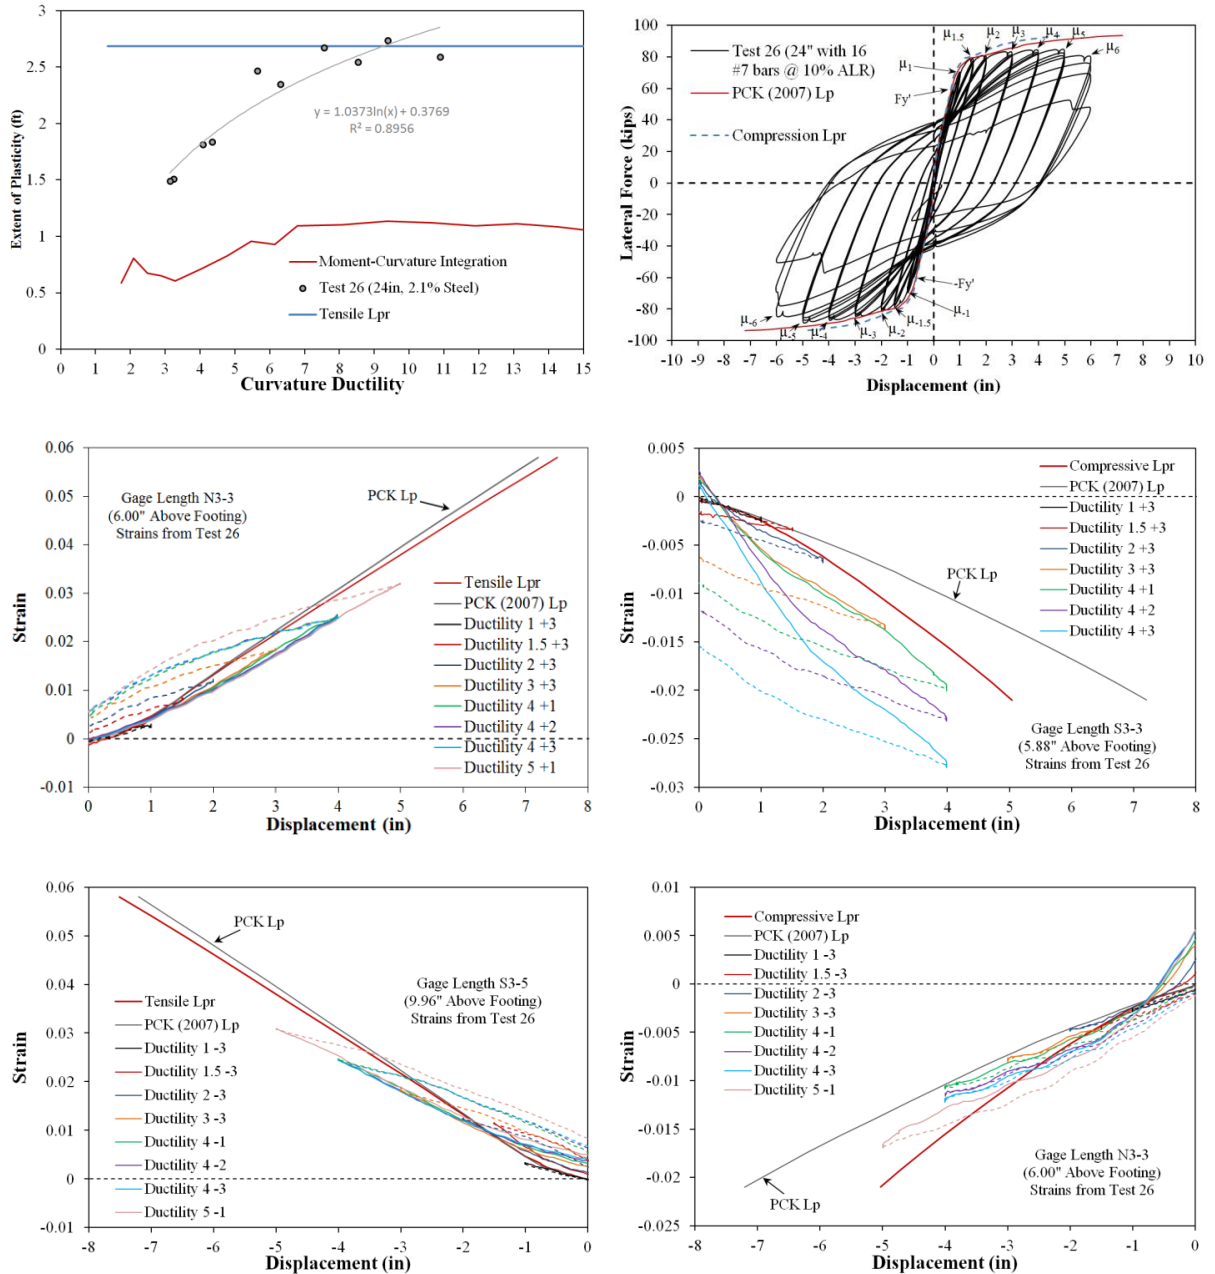 3
2.5
2
1.5
1
0.5
0
Extent of Plasticity (ft)
y = 1.0373ln(x) + 0.3769
R² = 0.8956
Moment-Curvature Integration
Test 26 (24in, 2.1% Steel)
Tensile Lpr
0 1 2 3 4 5 6 7 8 9 10 11 12 13 14 15
Curvature Ductility
100
80
60
40
20
0
-20
-40
-60
-80
-100
Lateral Force (kips)
Test 26 (24" with 16
#7 bars @ 10% ALR)
PCK (2007) Lp
Compression Lpr
μ1.5 μ2 μ3 μ4 μ5
μ6
μ1
Fy'
-Fy'
μ-1
μ-6 μ-5 μ-4 μ-3 μ-2 μ-1.5
-10 -9 -8 -7 -6 -5 -4 -3 -2 -1 0 1 2 3 4 5 6 7 8 9 10
Displacement (in)
0.06
0.05
0.04
0.03
0.02
0.01
0
-0.01
Strain
Gage Length N3-3
(6.00" Above Footing)
Strains from Test 26
PCK Lp
Tensile Lpr
PCK (2007) Lp
Ductility 1 +3
Ductility 1.5 +3
Ductility 2 +3
Ductility 3 +3
Ductility 4 +1
Ductility 4 +2
Ductility 4 +3
Ductility 5 +1
0 1 2 3 4 5 6 7 8
Displacement (in)
0.005
0
-0.005
-0.01
-0.015
-0.02
-0.025
-0.03
Strain
Compressive Lpr
PCK (2007) Lp
Ductility 1 +3
Ductility 1.5 +3
Ductility 2 +3
Ductility 3 +3
Ductility 4 +1
Ductility 4 +2
Ductility 4 +3
PCK Lp
Gage Length S3-3
(5.88" Above Footing)
Strains from Test 26
0 1 2 3 4 5 6 7 8
Displacement (in)
0.06
0.05
0.04
0.03
0.02
0.01
0
-0.01
Strain
PCK Lp
Gage Length S3-5
(9.96" Above Footing)
Strains from Test 26
Tensile Lpr
PCK (2007) Lp
Ductility 1 -3
Ductility 1.5 -3
Ductility 2 -3
Ductility 3 -3
Ductility 4 -1
Ductility 4 -2
Ductility 4 -3
Ductility 5 -1
-8 -7 -6 -5 -4 -3 -2 -1 0
Displacement (in)
0.01
0.005
0
-0.005
-0.01
-0.015
-0.02
-0.025
Strain
Compressive Lpr
PCK (2007) Lp
Ductility 1 -3
Ductility 1.5 -3
Ductility 2 -3
Ductility 3 -3
Ductility 4 -1
Ductility 4 -2
Ductility 4 -3
Ductility 5 -1
Gage Length N3-3
(6.00" Above Footing)
Strains from Test 26
PCK Lp
-8 -7 -6 -5 -4 -3 -2 -1 0
Displacement (in)